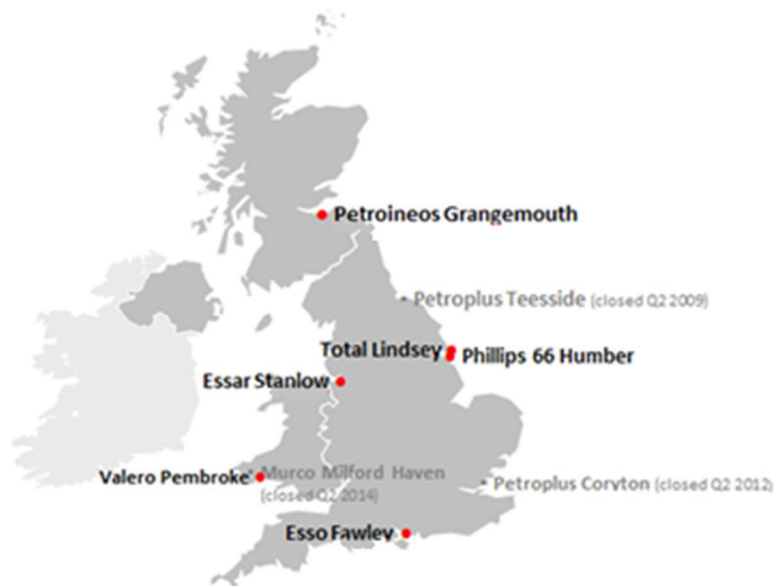 Petroineos Grangemouth
Petroplus Teesside (closed Q2 2009)
Total Lindsey
Phillips 66 Humber
Essar Stanlow
Valero Pembroke
Murco Milford Haven
(closed Q2 2014)
Petroplus Coryton (closed Q2 2012)
Esso Fawley